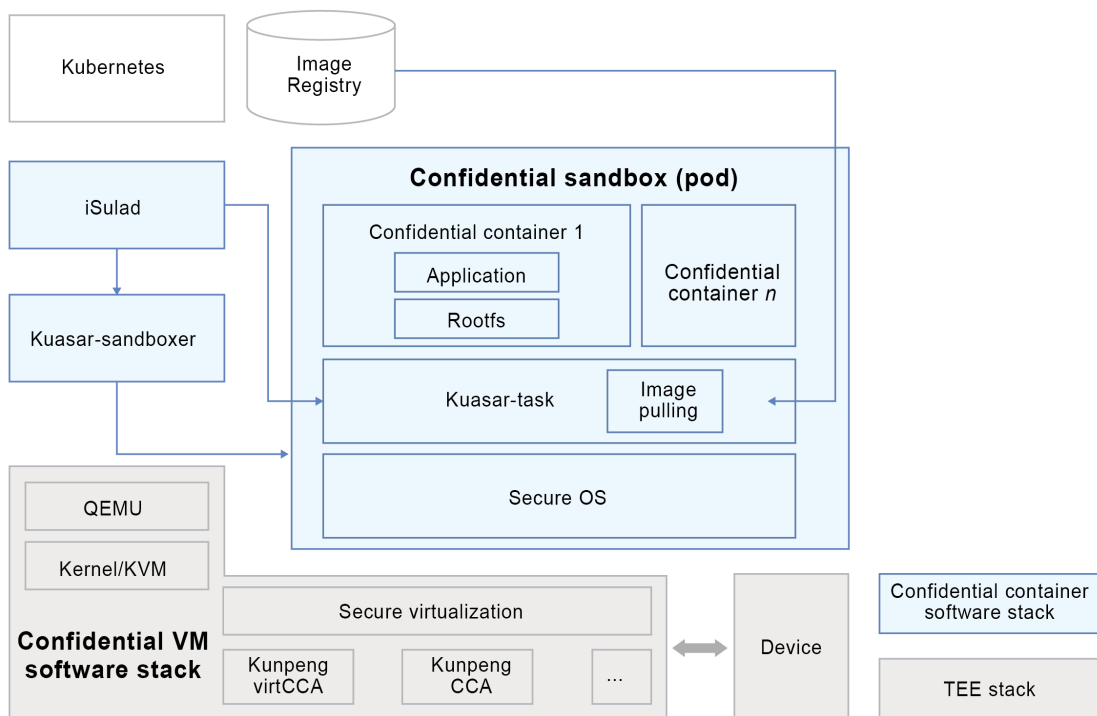 Kubernetes
Image
Registry
Confidential sandbox (pod)
iSulad
Confidential container 1
Application
Rootfs
Confidential
container n
Kuasar-sandboxer
Kuasar-task
Image
pulling
Secure OS
QEMU
Kernel/KVM
Confidential VM
software stack
Secure virtualization
Kunpeng
virtCCA
Kunpeng
CCA
...
Device
Confidential container
software stack
TEE stack